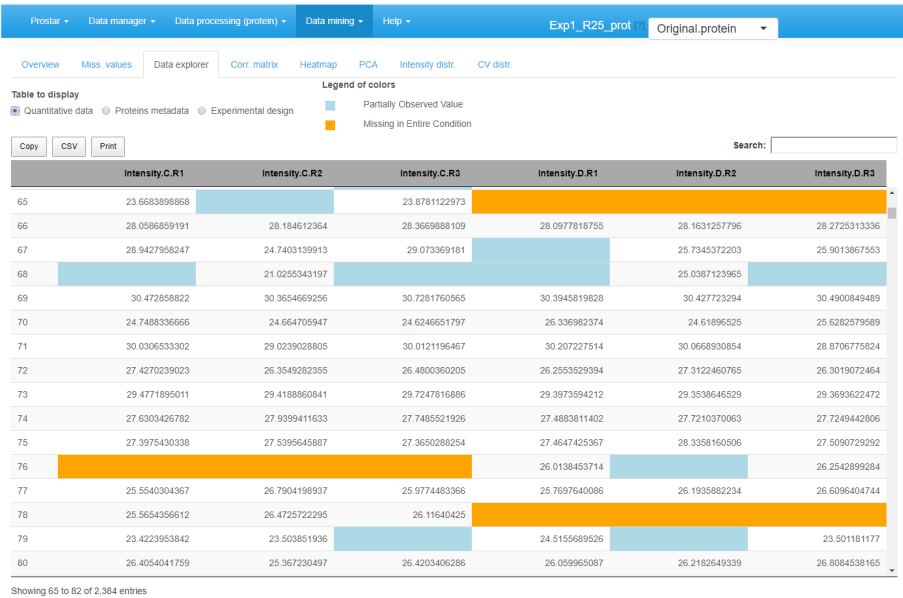 Prostar Data manager Data processing (protein) Data mining Help Exp1_R25_prot [?] Original.protein
Overview Miss. values Data explorer Corr. matrix Heatmap PCA Intensity distr. CV distr.
Table to display Legend of colors
Quantitative data Proteins metadata Experimental design Partially Observed Value
Missing in Entire Condition
Copy CSV Print Search:
Intensity.C.R1 Intensity.C.R2 Intensity.C.R3 Intensity.D.R1 Intensity.D.R2 Intensity.D.R3
65 23.6683898868 23.8781122973
66 28.0586859191 28.184612364 28.3669888109 28.0977818755 28.1631257796 28.2725313336
67 28.9427958247 24.7403139913 29.073369181 25.7345372203 25.9013867553
68 21.0255343197 25.0387123965
69 30.472858822 30.3654669256 30.7281760565 30.3945819828 30.427723294 30.4900849489
70 24.7488336666 24.664705947 24.6246651797 26.336982374 24.61896525 25.6282579589
71 30.0306533302 29.0239028805 30.0121196467 30.207227514 30.0668930854 28.8706775824
72 27.4270239023 26.3549282355 26.4800360205 26.2553529394 27.3122460765 26.3019072464
73 29.4771895011 29.4188860841 29.7247816886 29.3973594212 29.3538646529 29.3693622472
74 27.6303426782 27.9399411633 27.7485521926 27.4883811402 27.7210370063 27.7249442806
75 27.3975430338 27.5395645887 27.3650288254 27.4647425367 28.3358160506 27.5090729292
76 26.0138453714 26.2542899284
77 25.5540304367 26.7904198937 25.9774483366 25.7697640086 26.1935882234 26.6096404744
78 25.5654356612 26.4725722295 26.11640425
79 23.4223953842 23.503851936 24.5155689526 23.501181177
80 26.4054041759 25.367230497 26.4203406286 26.059965087 26.2182649339 26.8084538165
Showing 65 to 82 of 2,384 entries